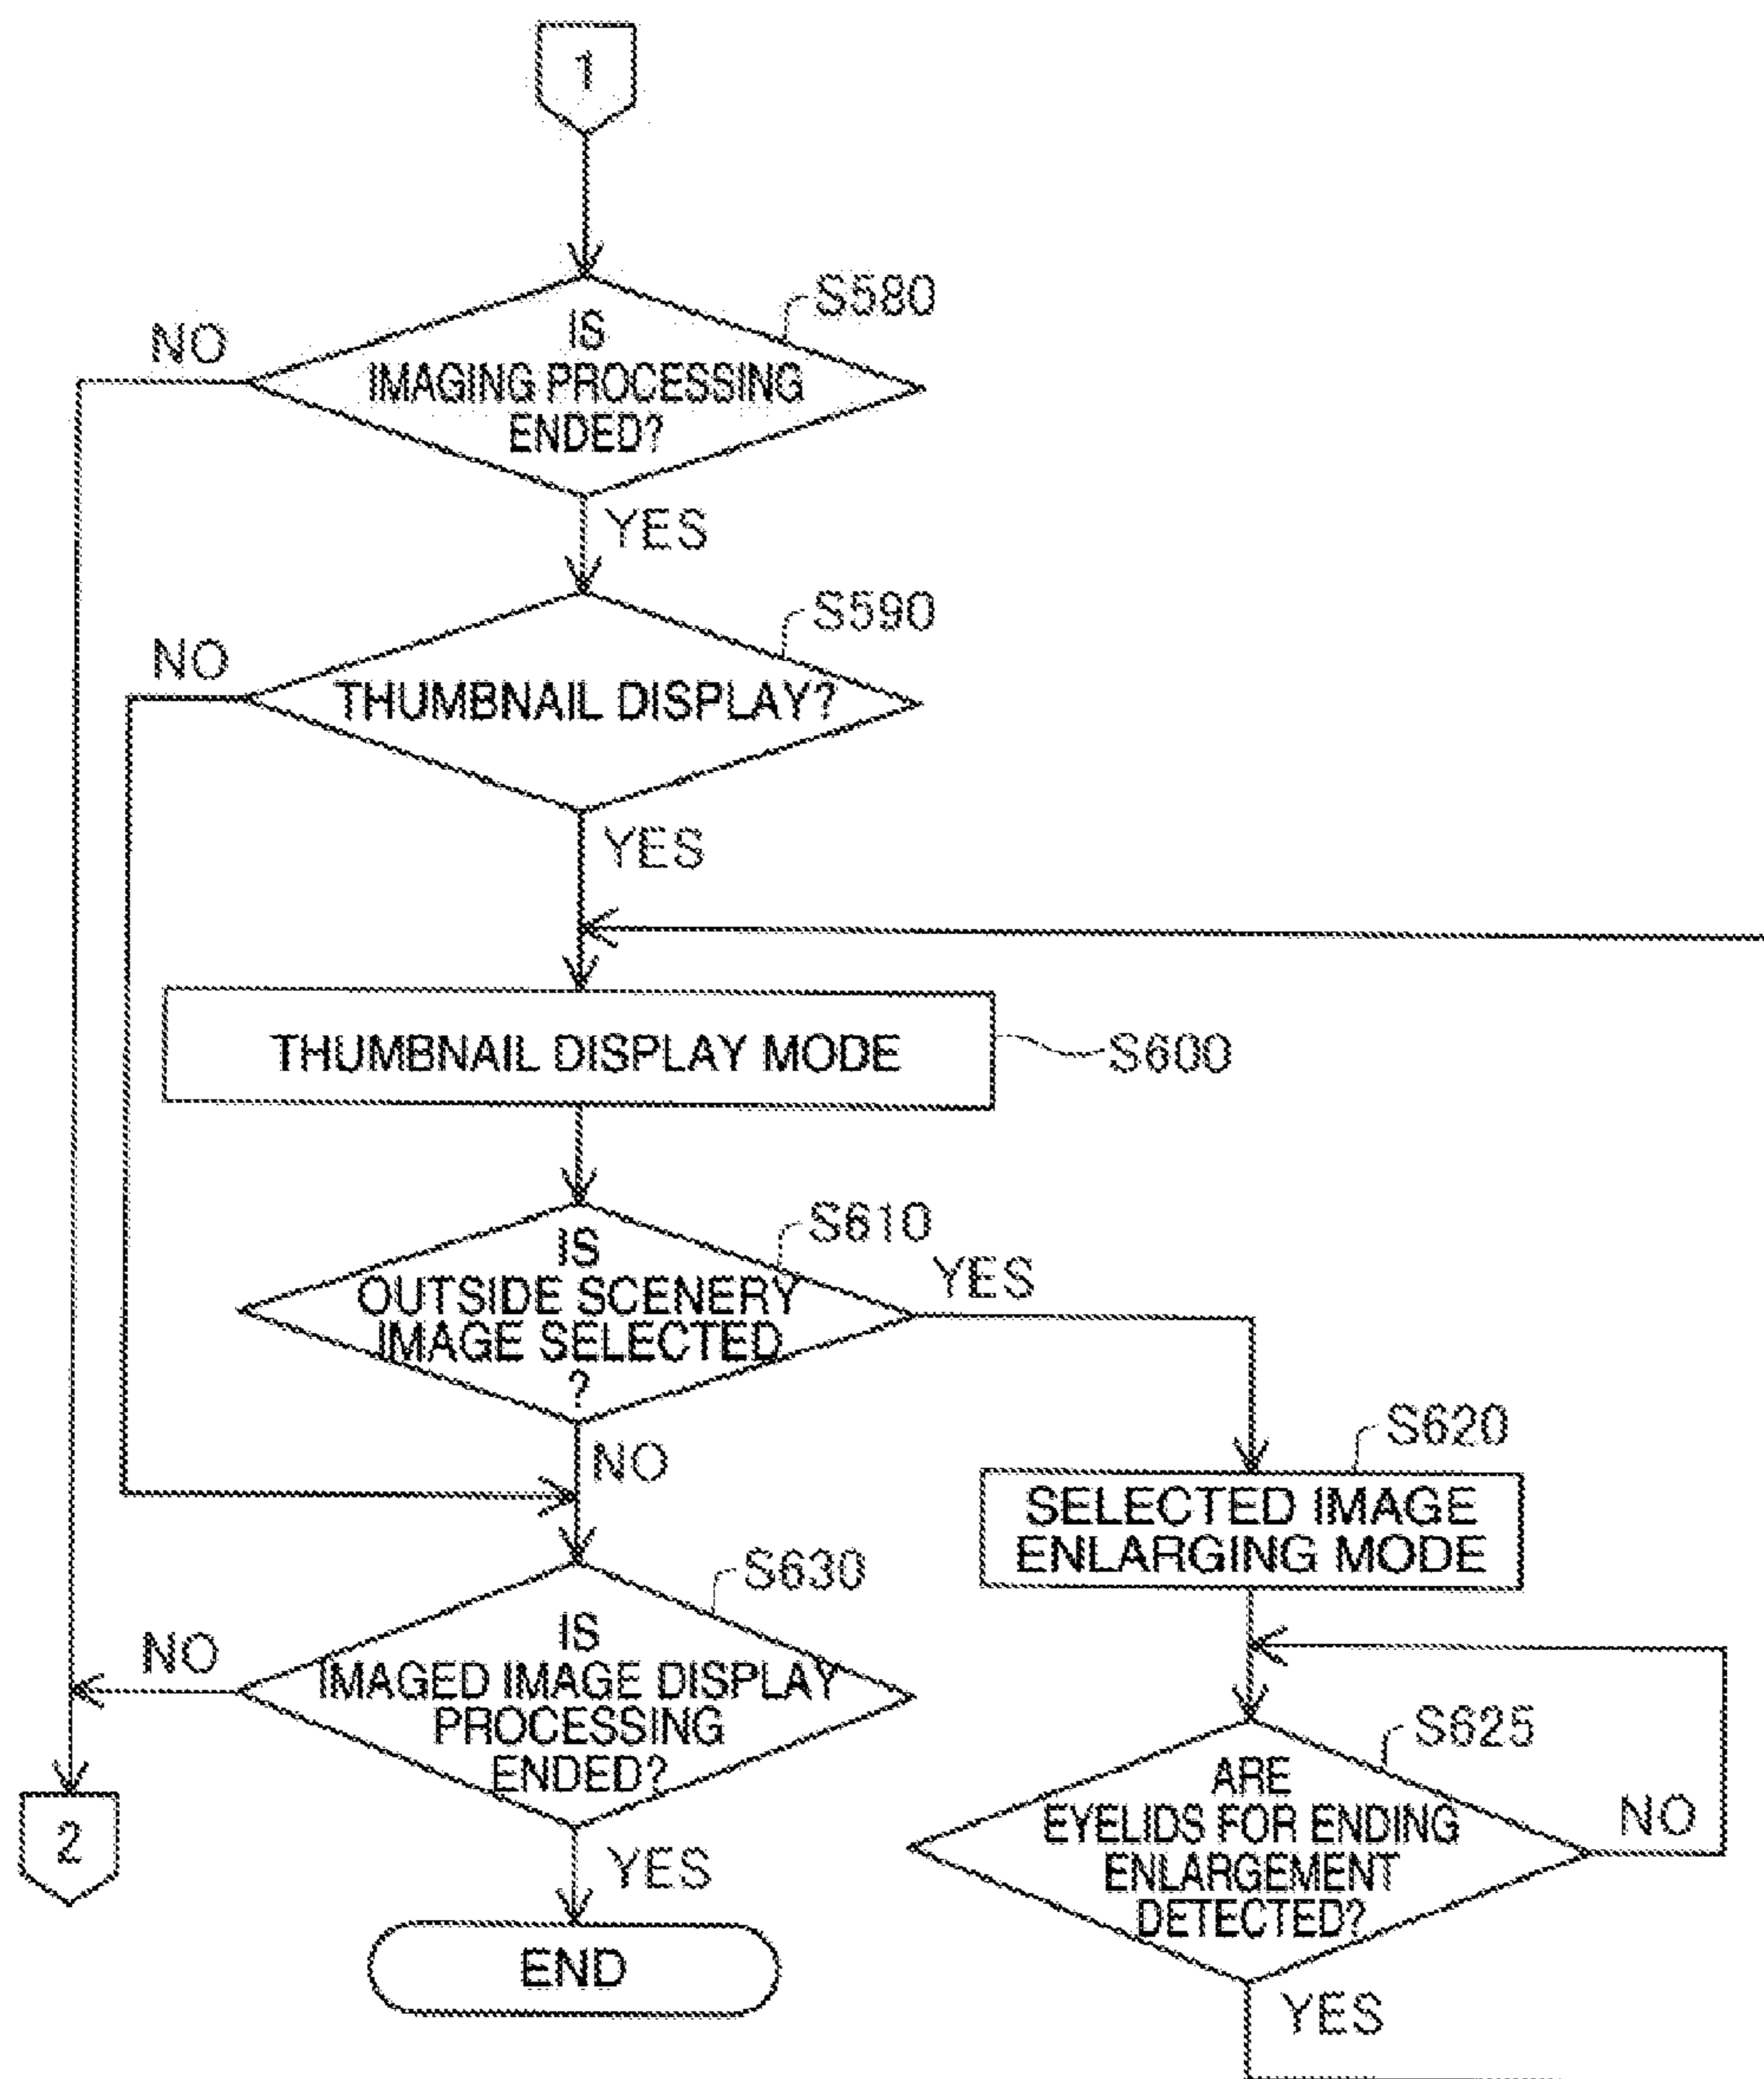 1
S580
NO
IS
IMAGING PROCESSING
ENDED?
YES
S590
NO
THUMBNAIL DISPLAY?
YES
THUMBNAIL DISPLAY MODE
S600
S610
IS
OUTSIDE SCENERY
IMAGE SELECTED
?
YES
NO
S620
SELECTED IMAGE
ENLARGING MODE
S630
NO
IS
IMAGED IMAGE DISPLAY
PROCESSING
ENDED?
YES
S625
ARE
EYELIDS FOR ENDING
ENLARGEMENT
DETECTED?
NO
2
END
YES